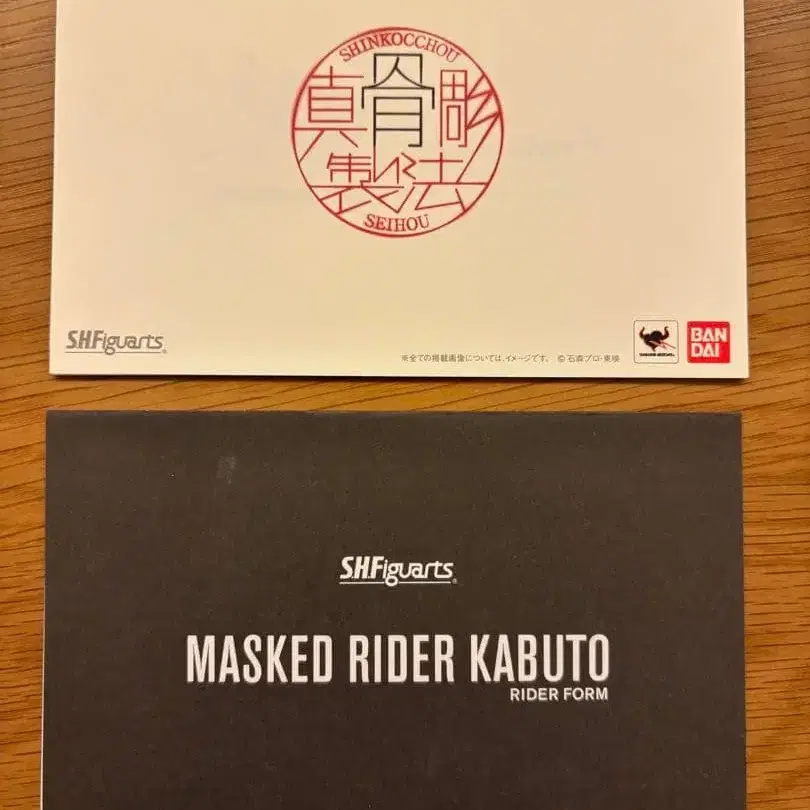 SHINKOCCHOU
真骨彫
製法
SEIHOU
S.H.Figuarts
※全ての掲載画像については、イメージです。 © 石森プロ・東映
BAN
DAI
S.H.Figuarts
MASKED RIDER KABUTO
RIDER FORM